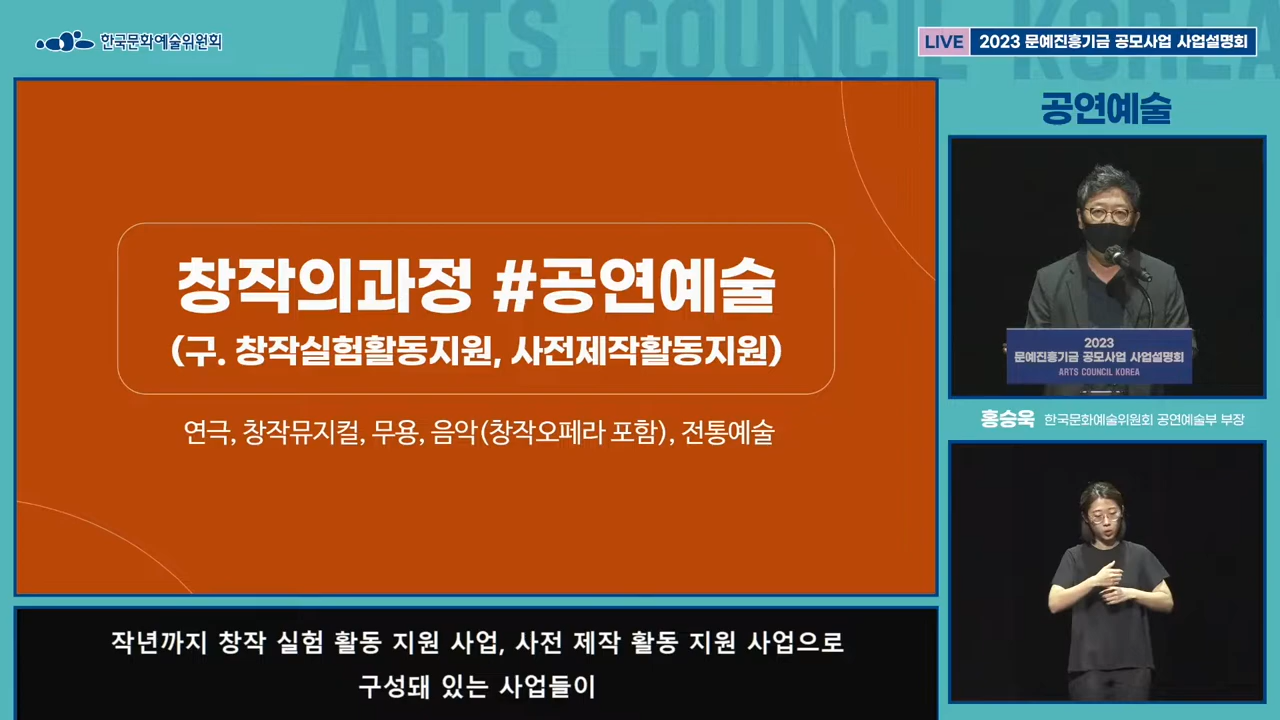 ARTS COUNCIL KOREA
한국문화예술위원회
LIVE 2023 문예진흥기금 공모사업 사업설명회
창작의과정 #공연예술
(구. 창작실험활동지원, 사전제작활동지원)
연극, 창작뮤지컬, 무용, 음악(창작오페라 포함), 전통예술
작년까지 창작 실험 활동 지원 사업, 사전 제작 활동 지원 사업으로
구성돼 있는 사업들이
공연예술
2023
문예진흥기금 공모사업 사업설명회
ARTS COUNCIL KOREA
홍승욱 한국문화예술위원회 공연예술부 부장